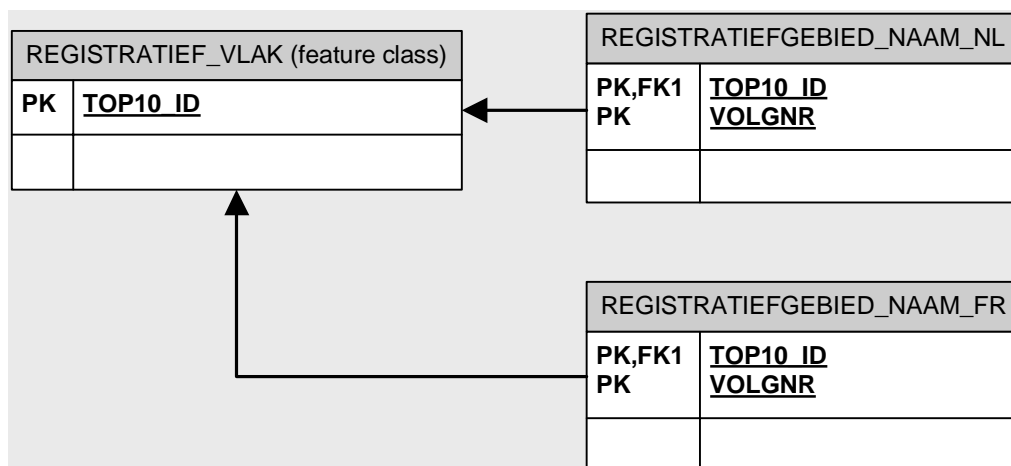 REGISTRATIEF_VLAK (feature class)
PK TOP10_ID
REGISTRATIEFGEBIED_NAAM_NL
PK,FK1 TOP10_ID
PK VOLGNR
REGISTRATIEFGEBIED_NAAM_FR
PK,FK1 TOP10_ID
PK VOLGNR